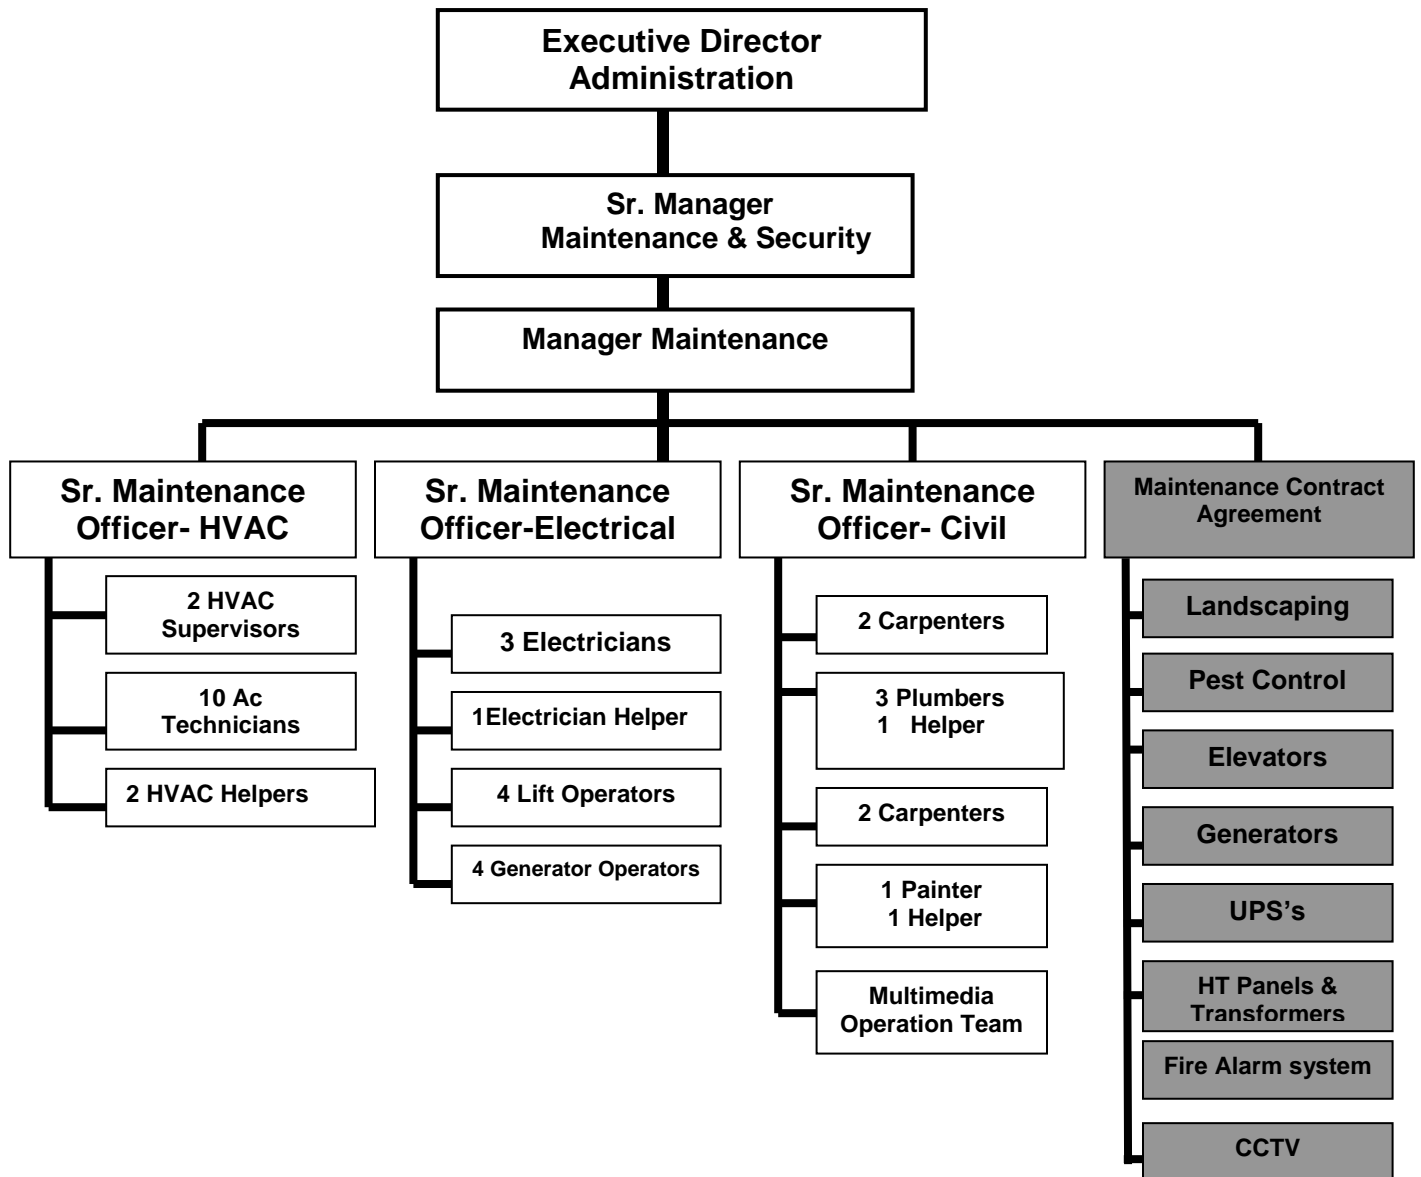 Executive Director
Administration
Sr. Manager
Maintenance & Security
Manager Maintenance
Sr. Maintenance
Officer- HVAC
2 HVAC
Supervisors
10 Ac
Technicians
2 HVAC Helpers
Sr. Maintenance
Officer-Electrical
3 Electricians
1Electrician Helper
4 Lift Operators
4 Generator Operators
Sr. Maintenance
Officer- Civil
2 Carpenters
3 Plumbers
1 Helper
2 Carpenters
1 Painter
1 Helper
Multimedia
Operation Team
Maintenance Contract
Agreement
Landscaping
Pest Control
Elevators
Generators
UPS’s
HT Panels &
Transformers
Fire Alarm system
CCTV